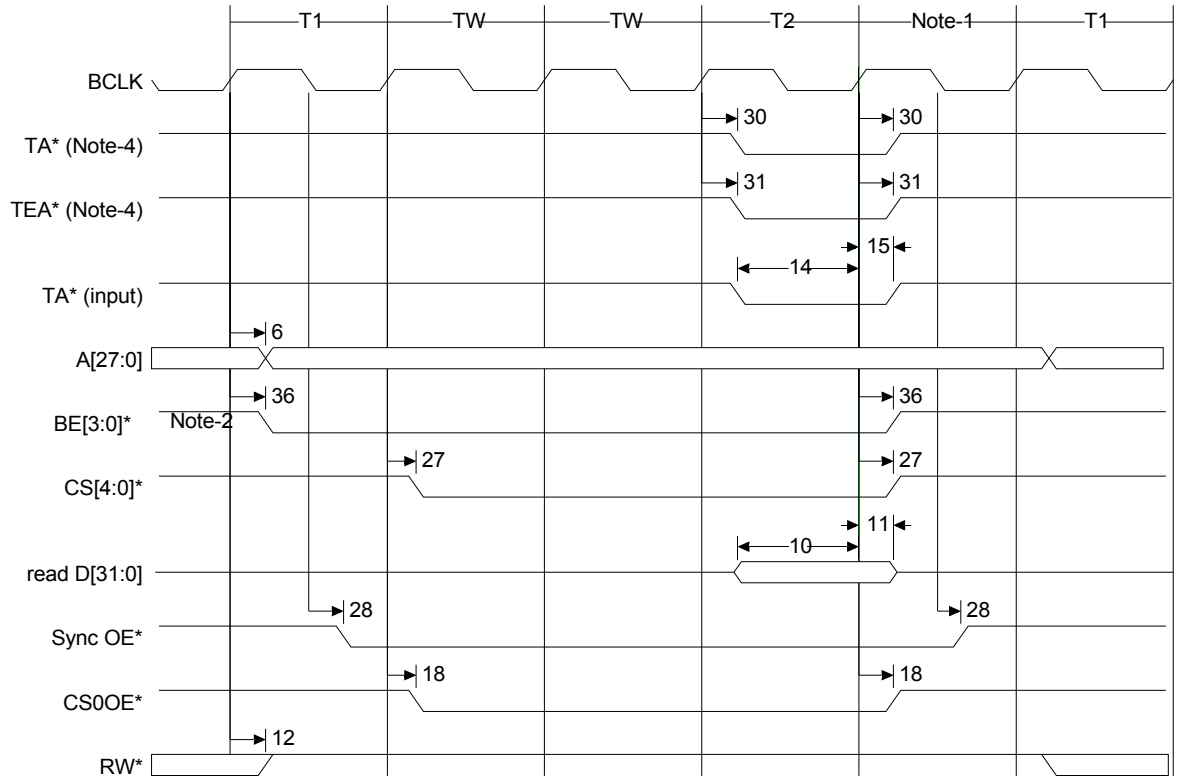 T1 TW TW T2 Note-1 T1
BCLK
30 30
TA* (Note-4)
31 31
TEA* (Note-4)
15
14
TA* (input)
6
A[27:0]
36 36
BE[3:0]* Note-2
27 27
CS[4:0]*
11
10
read D[31:0]
28 28
Sync OE*
18 18
CS0OE*
12
RW*